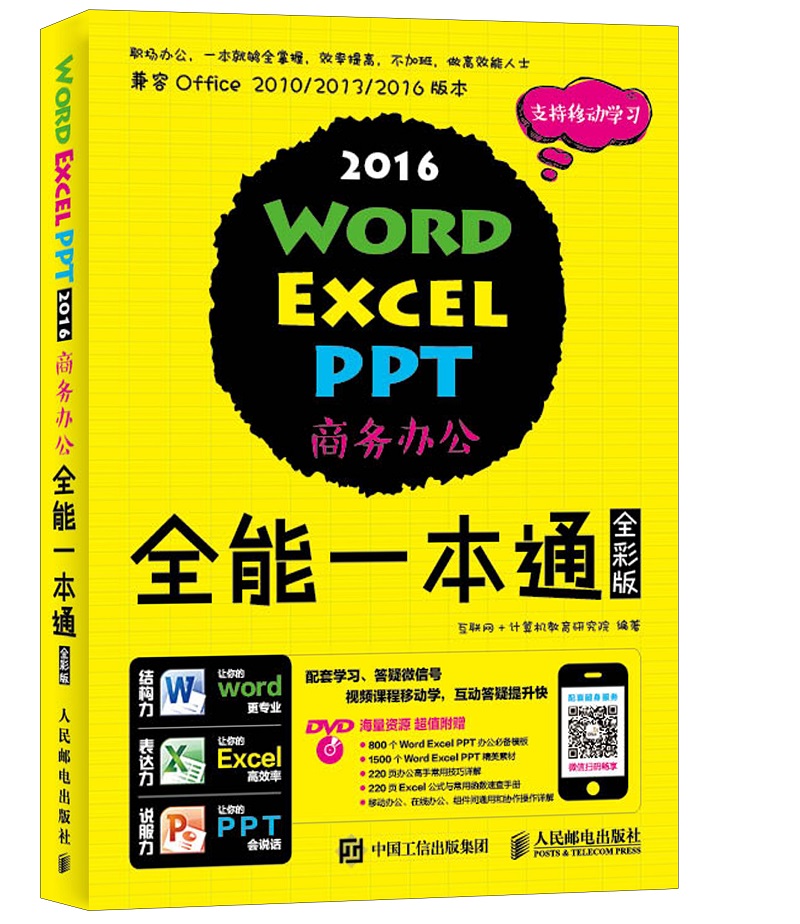 职场办公，一本就够全掌握，效率提高，不加班，做高效能人士
兼容 Office 2010/2013/2016 版本
支持移动学习
2016
WORD
EXCEL
PPT
商务办公
全能一本通
全彩版
互联网+计算机教育研究院 编著
结构力
W
让你的
word
更专业
表达力
X
让你的
Excel
高效率
说服力
P
让你的
PPT
会说话
配套学习、答疑微信号
视频课程移动学，互动答疑提升快
DVD 海量资源 超值附赠
● 800 个 Word Excel PPT 办公必备模板
● 1500 个 Word Excel PPT 精美素材
● 220 页办公高手常用技巧详解
● 220 页 Excel 公式与常用函数速查手册
● 移动办公、在线办公、组件间通用和协作操作详解
配套随身服务
微信扫码畅享
中国工信出版集团
人民邮电出版社
POSTS & TELECOM PRESS
WORD EXCEL PPT 2016 商务办公 全能一本通 全彩版 人民邮电出版社